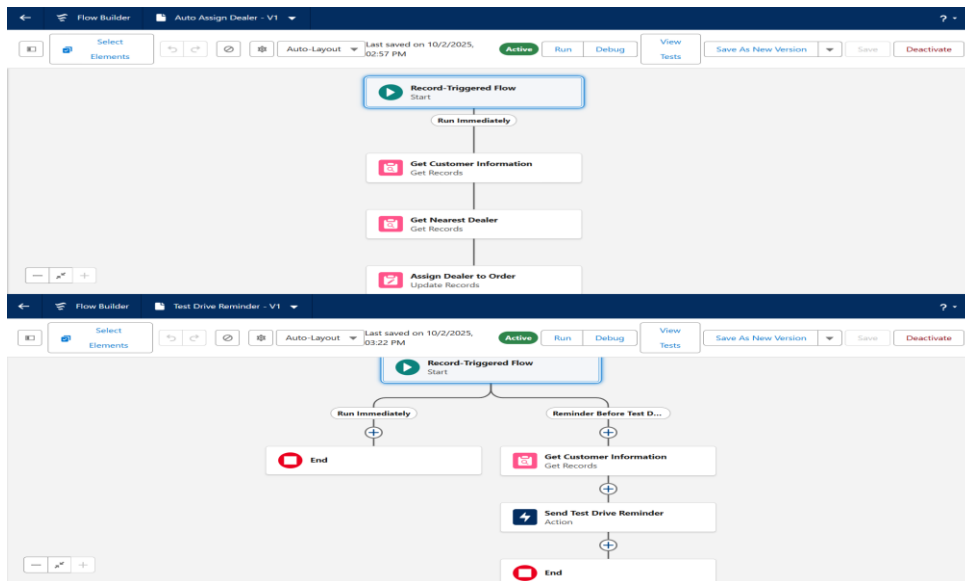 Flow Builder Auto Assign Dealer - V1 ?
Select Elements Auto-Layout Last saved on 10/2/2025, 02:57 PM Active Run Debug View Tests Save As New Version Save Deactivate
Record-Triggered Flow
Start
Run Immediately
Get Customer Information
Get Records
Get Nearest Dealer
Get Records
Assign Dealer to Order
Update Records
Flow Builder Test Drive Reminder - V1 ?
Select Elements Auto-Layout Last saved on 10/2/2025, 03:22 PM Active Run Debug View Tests Save As New Version Save Deactivate
Record-Triggered Flow
Start
Run Immediately Reminder Before Test D...
End
Get Customer Information
Get Records
Send Test Drive Reminder
Action
End